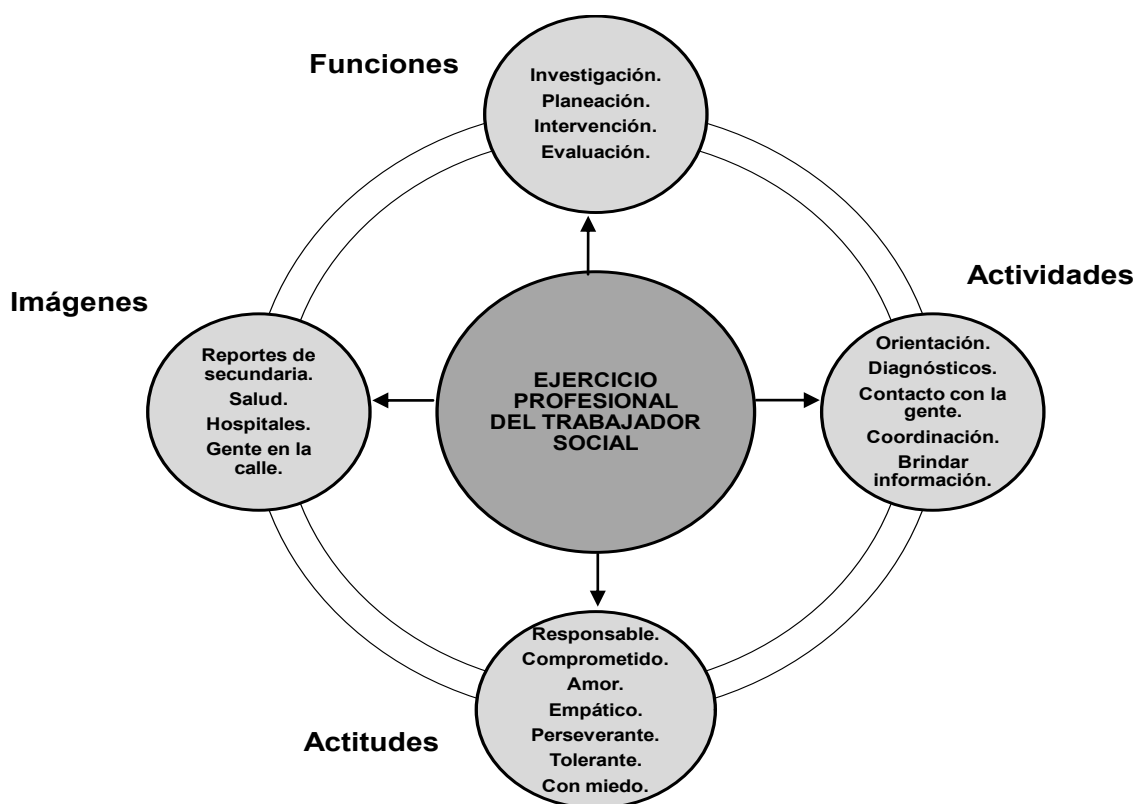 Funciones
Investigación.
Planeación.
Intervención.
Evaluación.
Actividades
Orientación.
Diagnósticos.
Contacto con la
gente.
Coordinación.
Brindar
información.
Imágenes
Reportes de
secundaria.
Salud.
Hospitales.
Gente en la
calle.
EJERCICIO
PROFESIONAL
DEL TRABAJADOR
SOCIAL
Actitudes
Responsable.
Comprometido.
Amor.
Empático.
Perseverante.
Tolerante.
Con miedo.